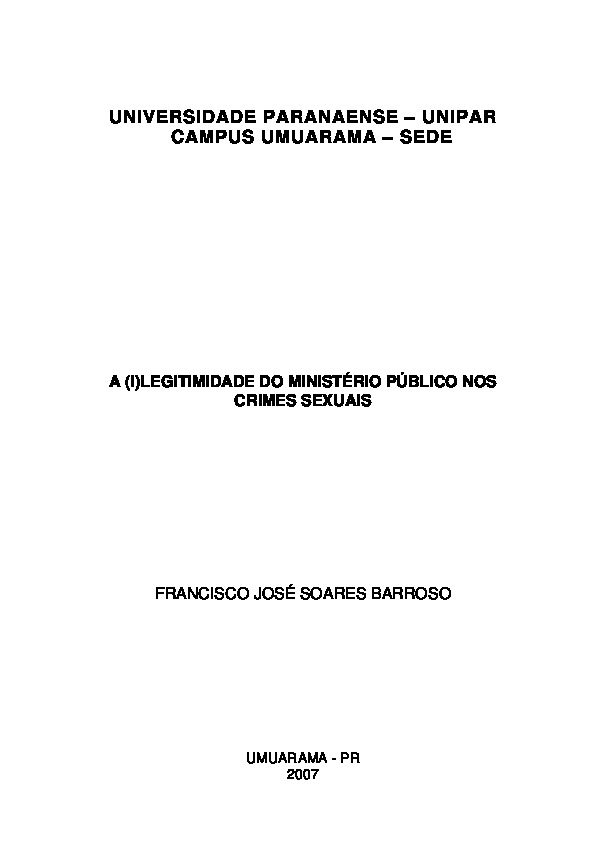 UNIVERSIDADE PARANAENSE – UNIPAR
CAMPUS UMUARAMA – SEDE
A (I)LEGITIMIDADE DO MINISTÉRIO PÚBLICO NOS
CRIMES SEXUAIS
FRANCISCO JOSÉ SOARES BARROSO
UMUARAMA - PR
2007